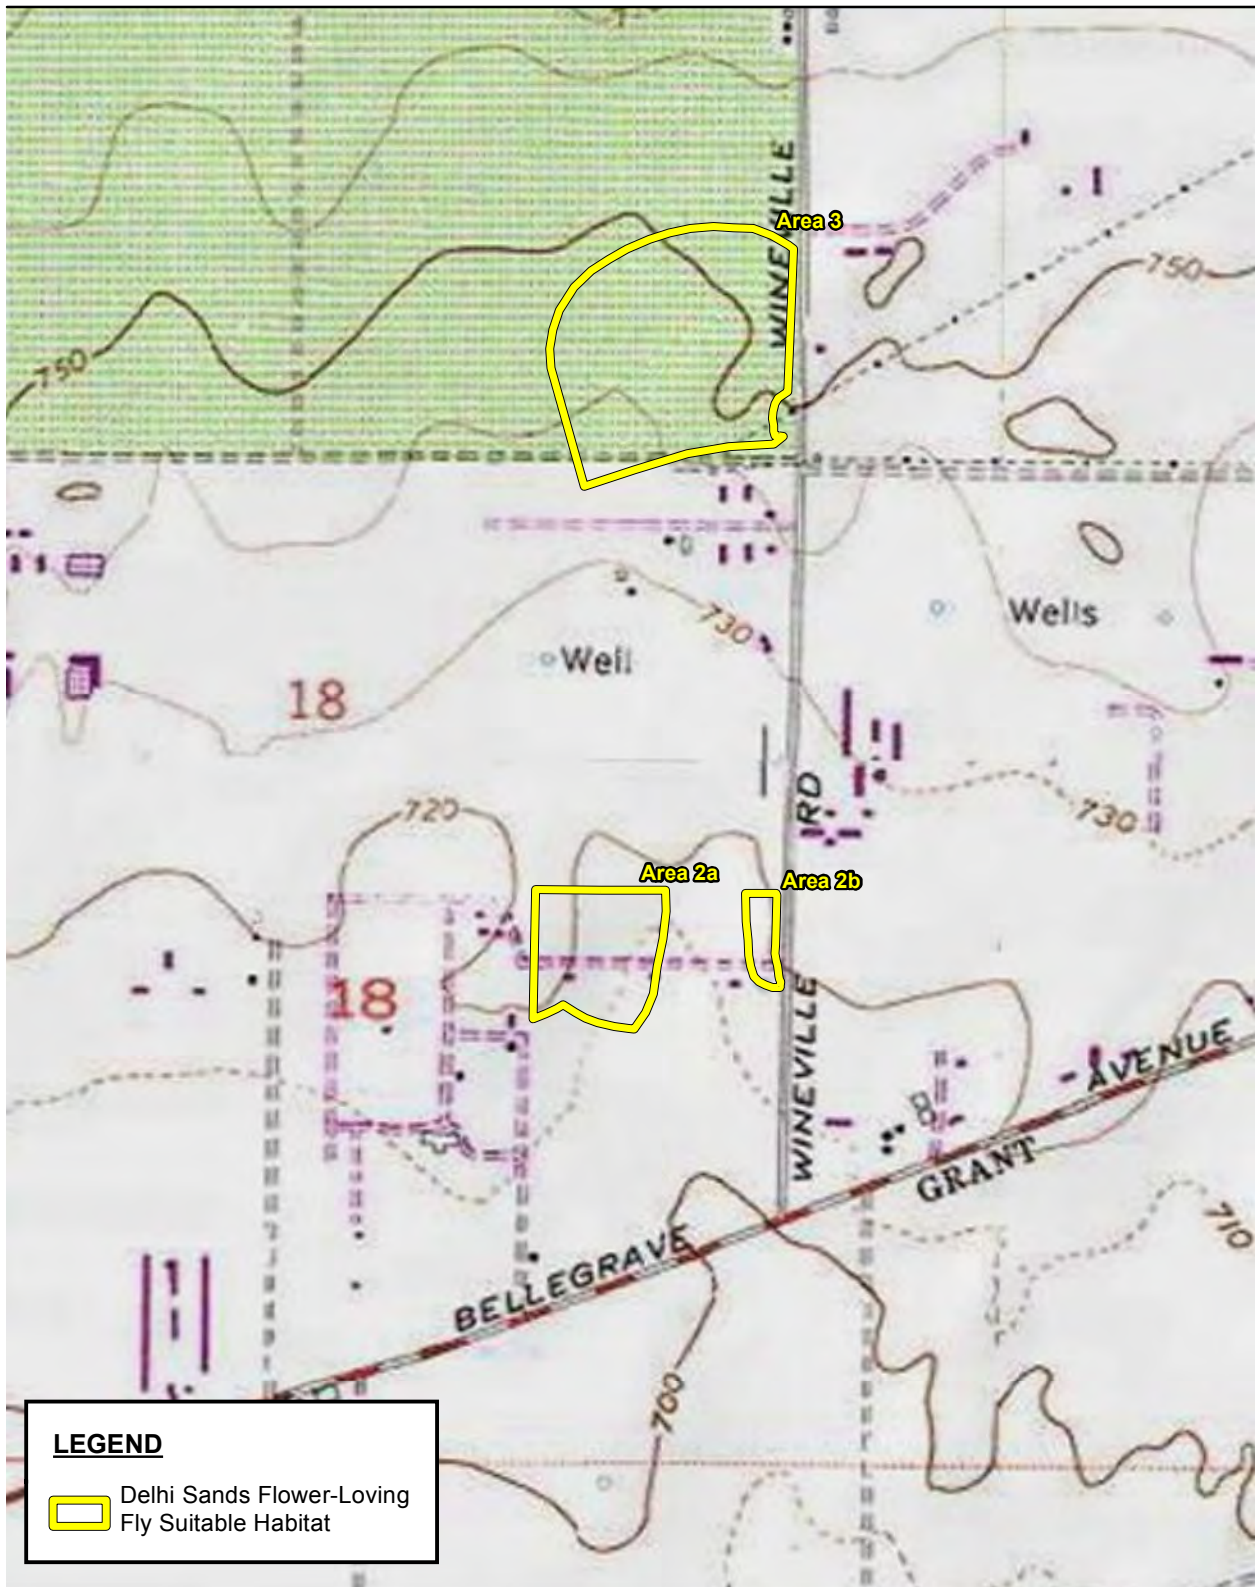 WINEVILLE
Area 3
750
750
Wells
730
Well
18
RD
730
720
Area 2a
Area 2b
18
WINEVILLE
AVENUE
GRANT
710
BELLEGRAVE
700
LEGEND
Delhi Sands Flower-Loving
Fly Suitable Habitat